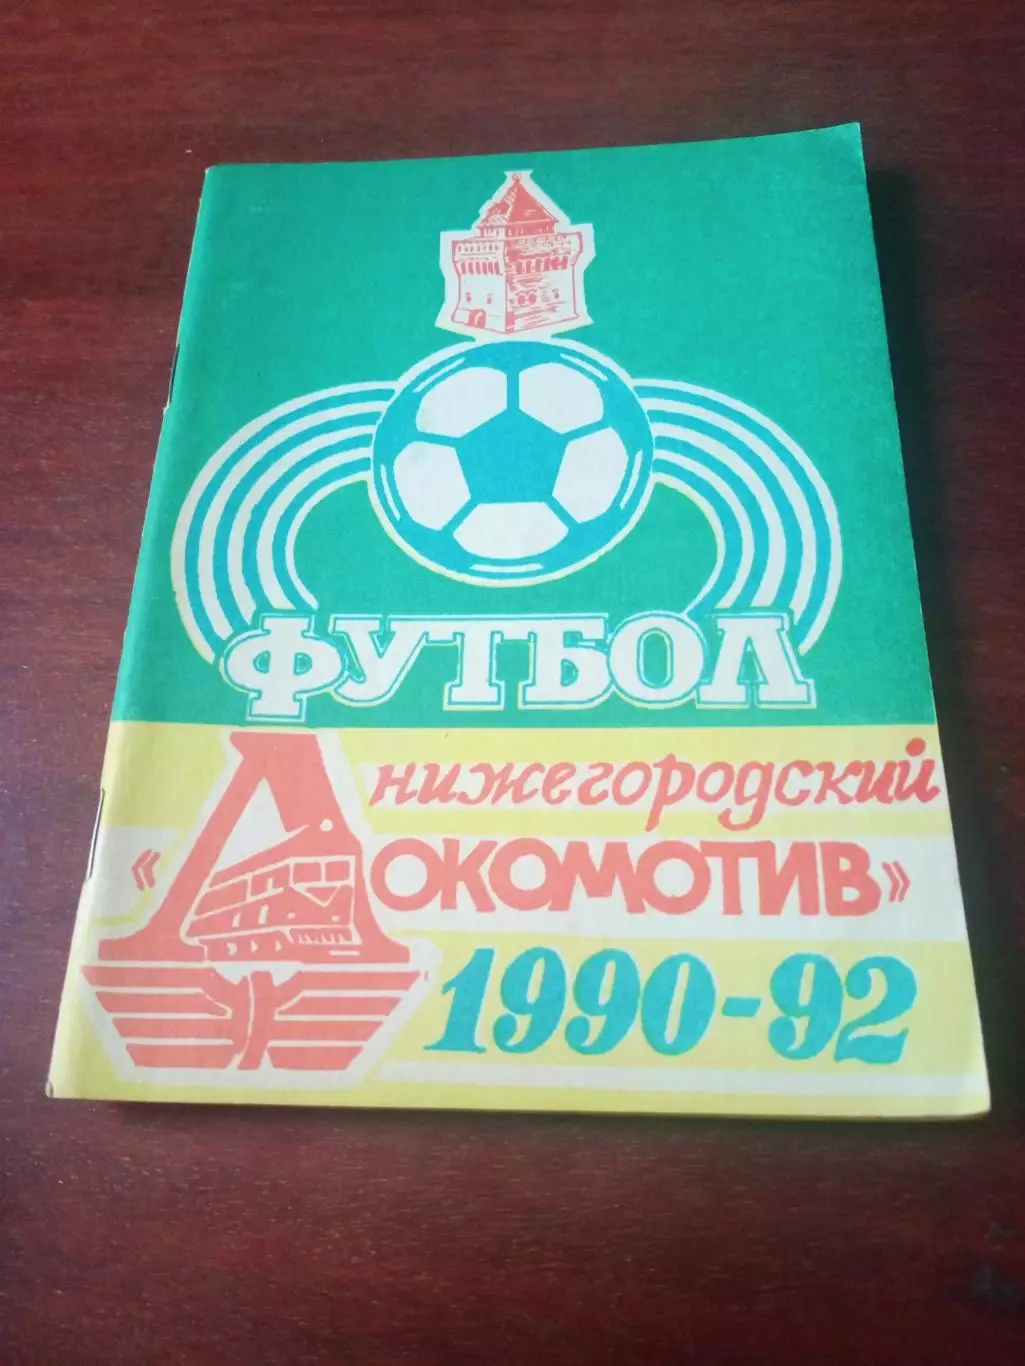 ФУТБОЛ
нижегородский
«ЛОКОМОТИВ»
1990-92